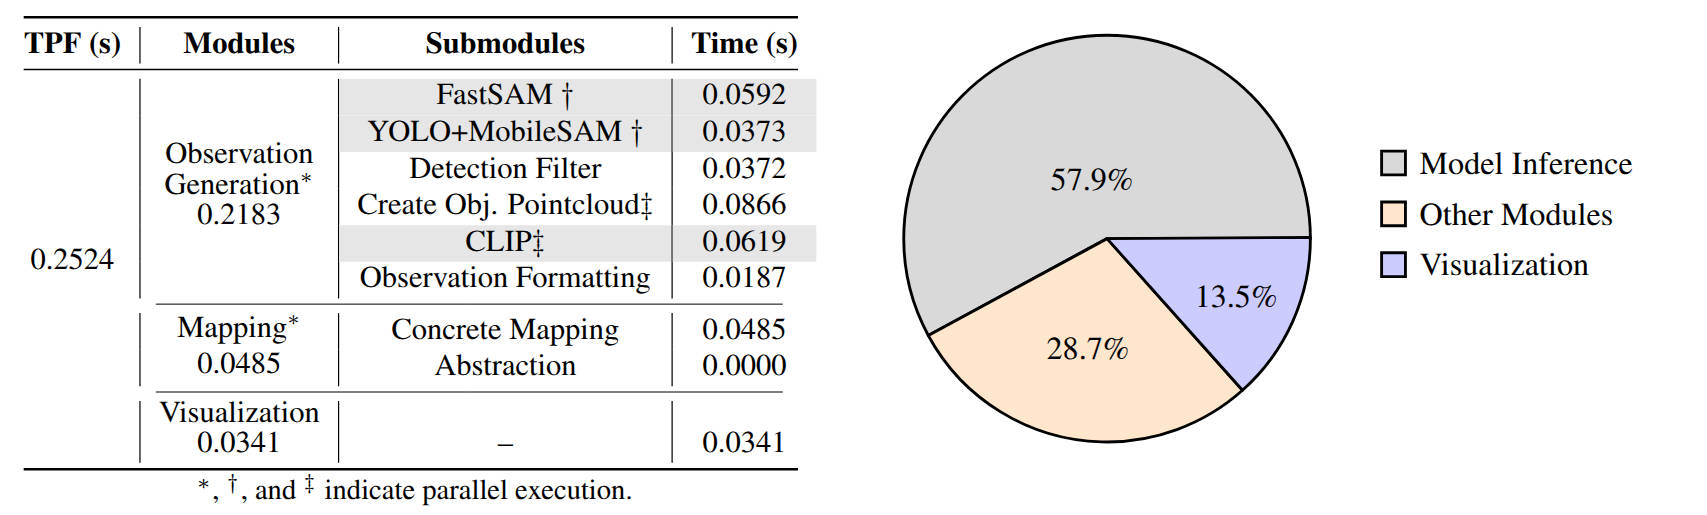 TPF (s) Modules Submodules Time (s)
FastSAM † 0.0592
YOLO+MobileSAM † 0.0373
Observation
Generation*
0.2183
Detection Filter 0.0372
Create Obj. Pointcloud‡ 0.0866
CLIP‡ 0.0619
Observation Formatting 0.0187
0.2524
Mapping*
0.0485
Concrete Mapping 0.0485
Abstraction 0.0000
Visualization
0.0341
– 0.0341
*, †, and ‡ indicate parallel execution.
57.9%
28.7%
13.5%
Model Inference
Other Modules
Visualization